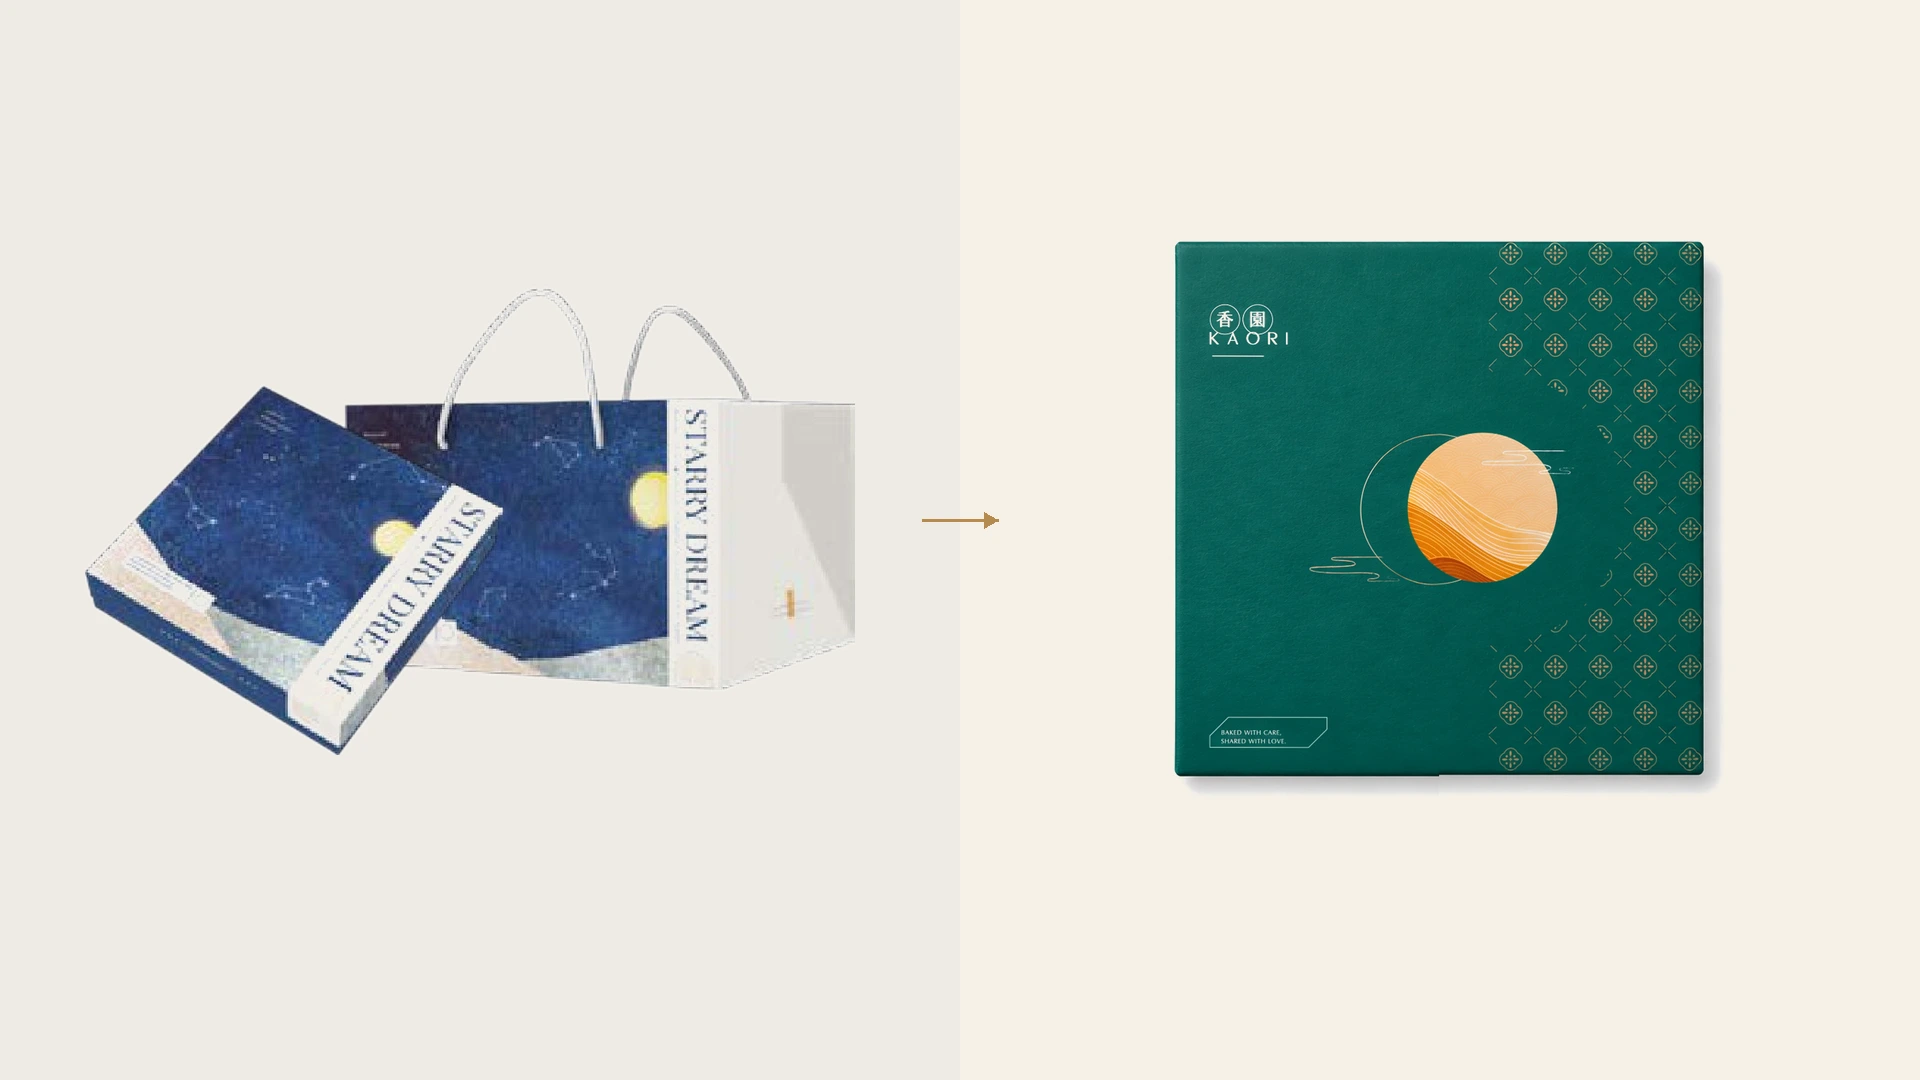 STARRY DREAM
STARRY DREAM
香園
KAORI
BAKED WITH CARE,
SHARED WITH LOVE.